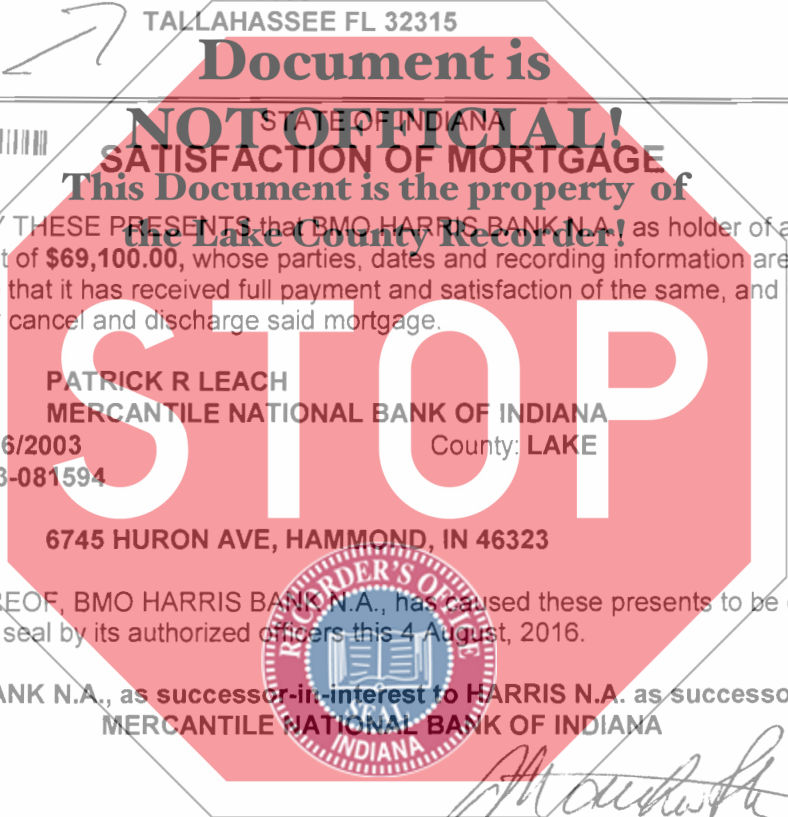 TALLAHASSEE FL 32315
Document is
NOT OFFICIAL!
STATE OF INDIANA
SATISFACTION OF MORTGAGE
This Document is the property of
the Lake County Recorder!
THESE PRESENTS that BMO HARRIS BANK N.A., as holder of a
t of $69,100.00, whose parties, dates and recording information are
that it has received full payment and satisfaction of the same, and
cancel and discharge said mortgage.
STOP
PATRICK R LEACH
MERCANTILE NATIONAL BANK OF INDIANA
6/2003 County: LAKE
3-081594
6745 HURON AVE, HAMMOND, IN 46323
RECORDER'S OFFICE
SEAL
INDIANA
EOF, BMO HARRIS BANK N.A., has caused these presents to be
seal by its authorized officers this 4 August, 2016.
ANK N.A., as successor-in-interest to HARRIS N.A. as successo
MERCANTILE NATIONAL BANK OF INDIANA